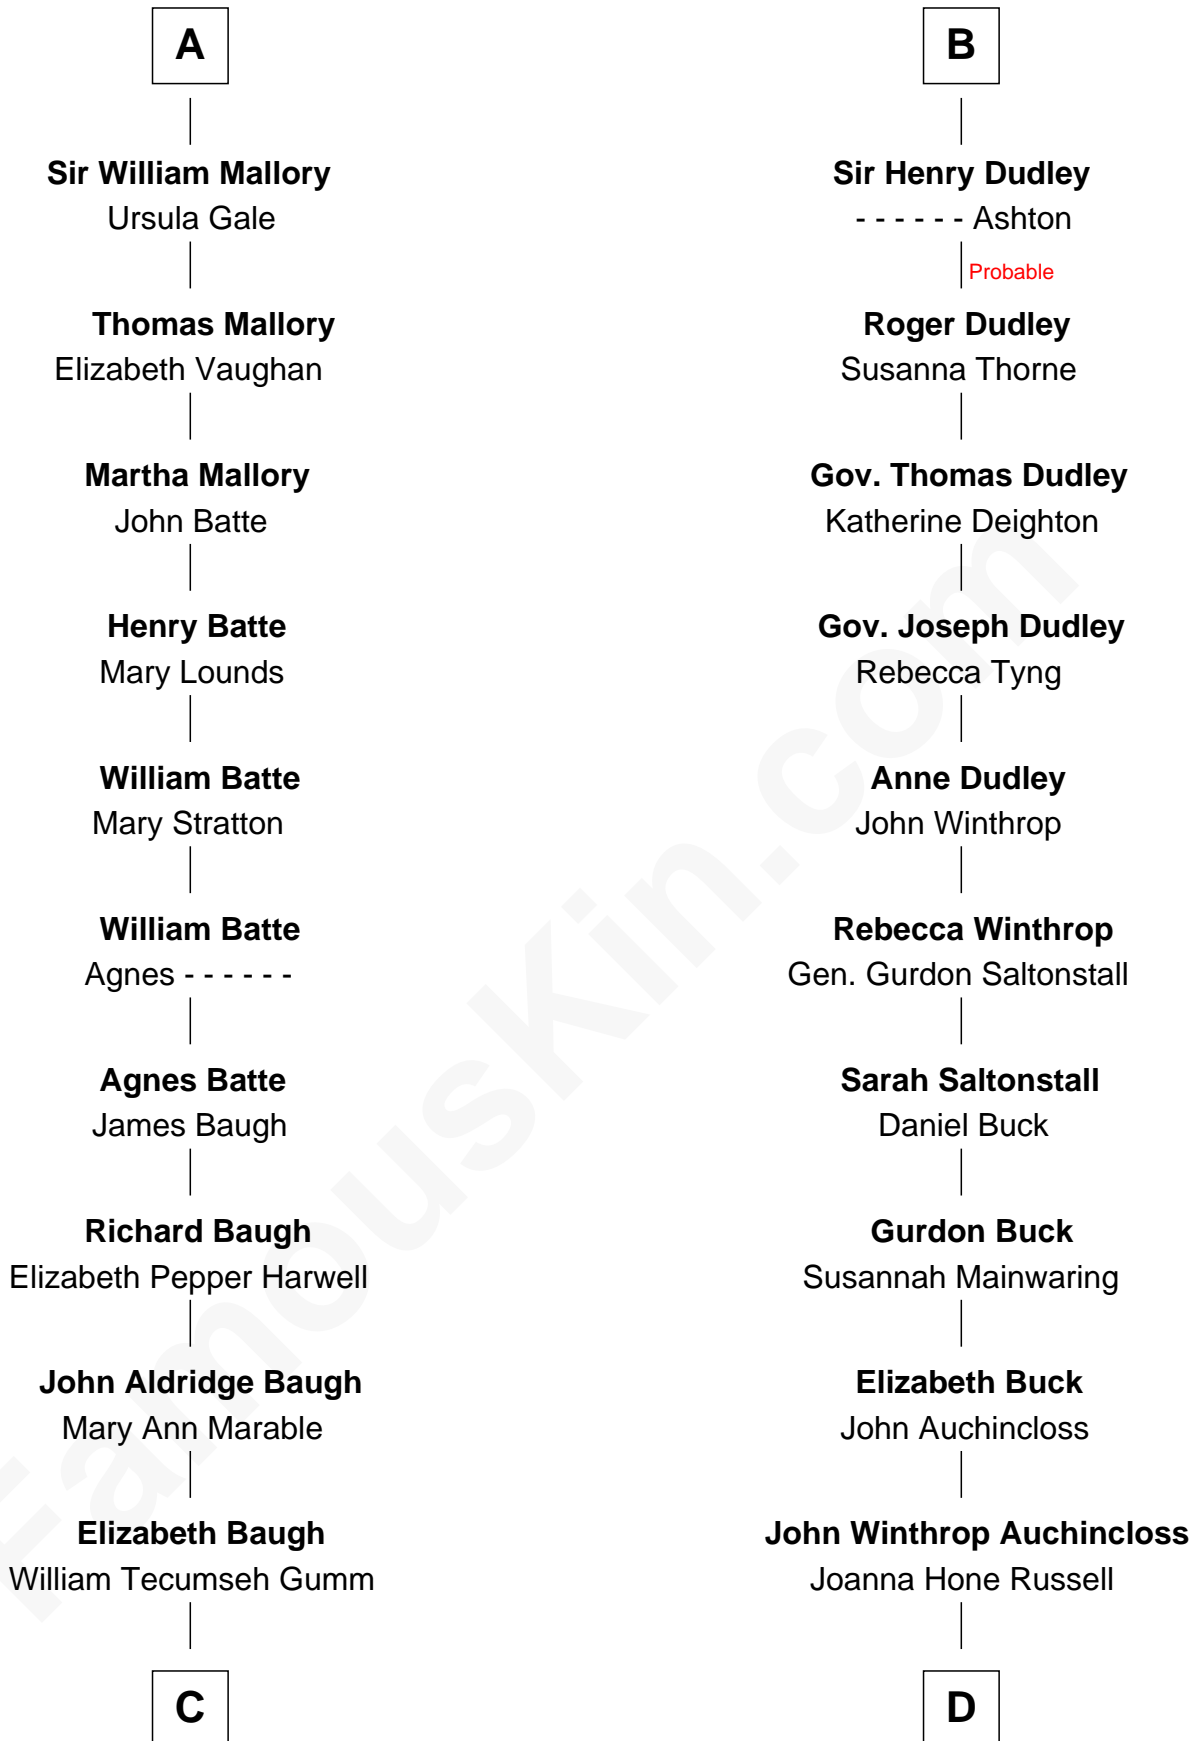 A
Sir William Mallory
Ursula Gale
Thomas Mallory
Elizabeth Vaughan
Martha Mallory
John Batte
Henry Batte
Mary Lounds
William Batte
Mary Stratton
William Batte
Agnes - - - - - -
Agnes Batte
James Baugh
Richard Baugh
Elizabeth Pepper Harwell
John Aldridge Baugh
Mary Ann Marable
Elizabeth Baugh
William Tecumseh Gumm
C
B
Sir Henry Dudley
- - - - - - Ashton
Probable
Roger Dudley
Susanna Thorne
Gov. Thomas Dudley
Katherine Deighton
Gov. Joseph Dudley
Rebecca Tyng
Anne Dudley
John Winthrop
Rebecca Winthrop
Gen. Gurdon Saltonstall
Sarah Saltonstall
Daniel Buck
Gurdon Buck
Susannah Mainwaring
Elizabeth Buck
John Auchincloss
John Winthrop Auchincloss
Joanna Hone Russell
D
FamousKin.com